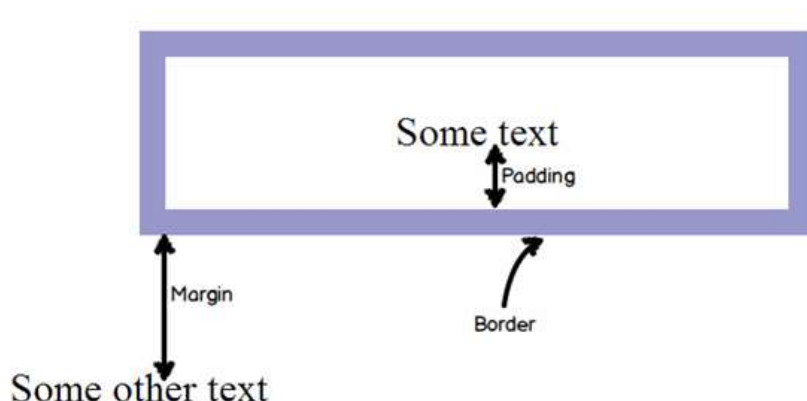 Some text
Padding
Margin
Border
Some other text